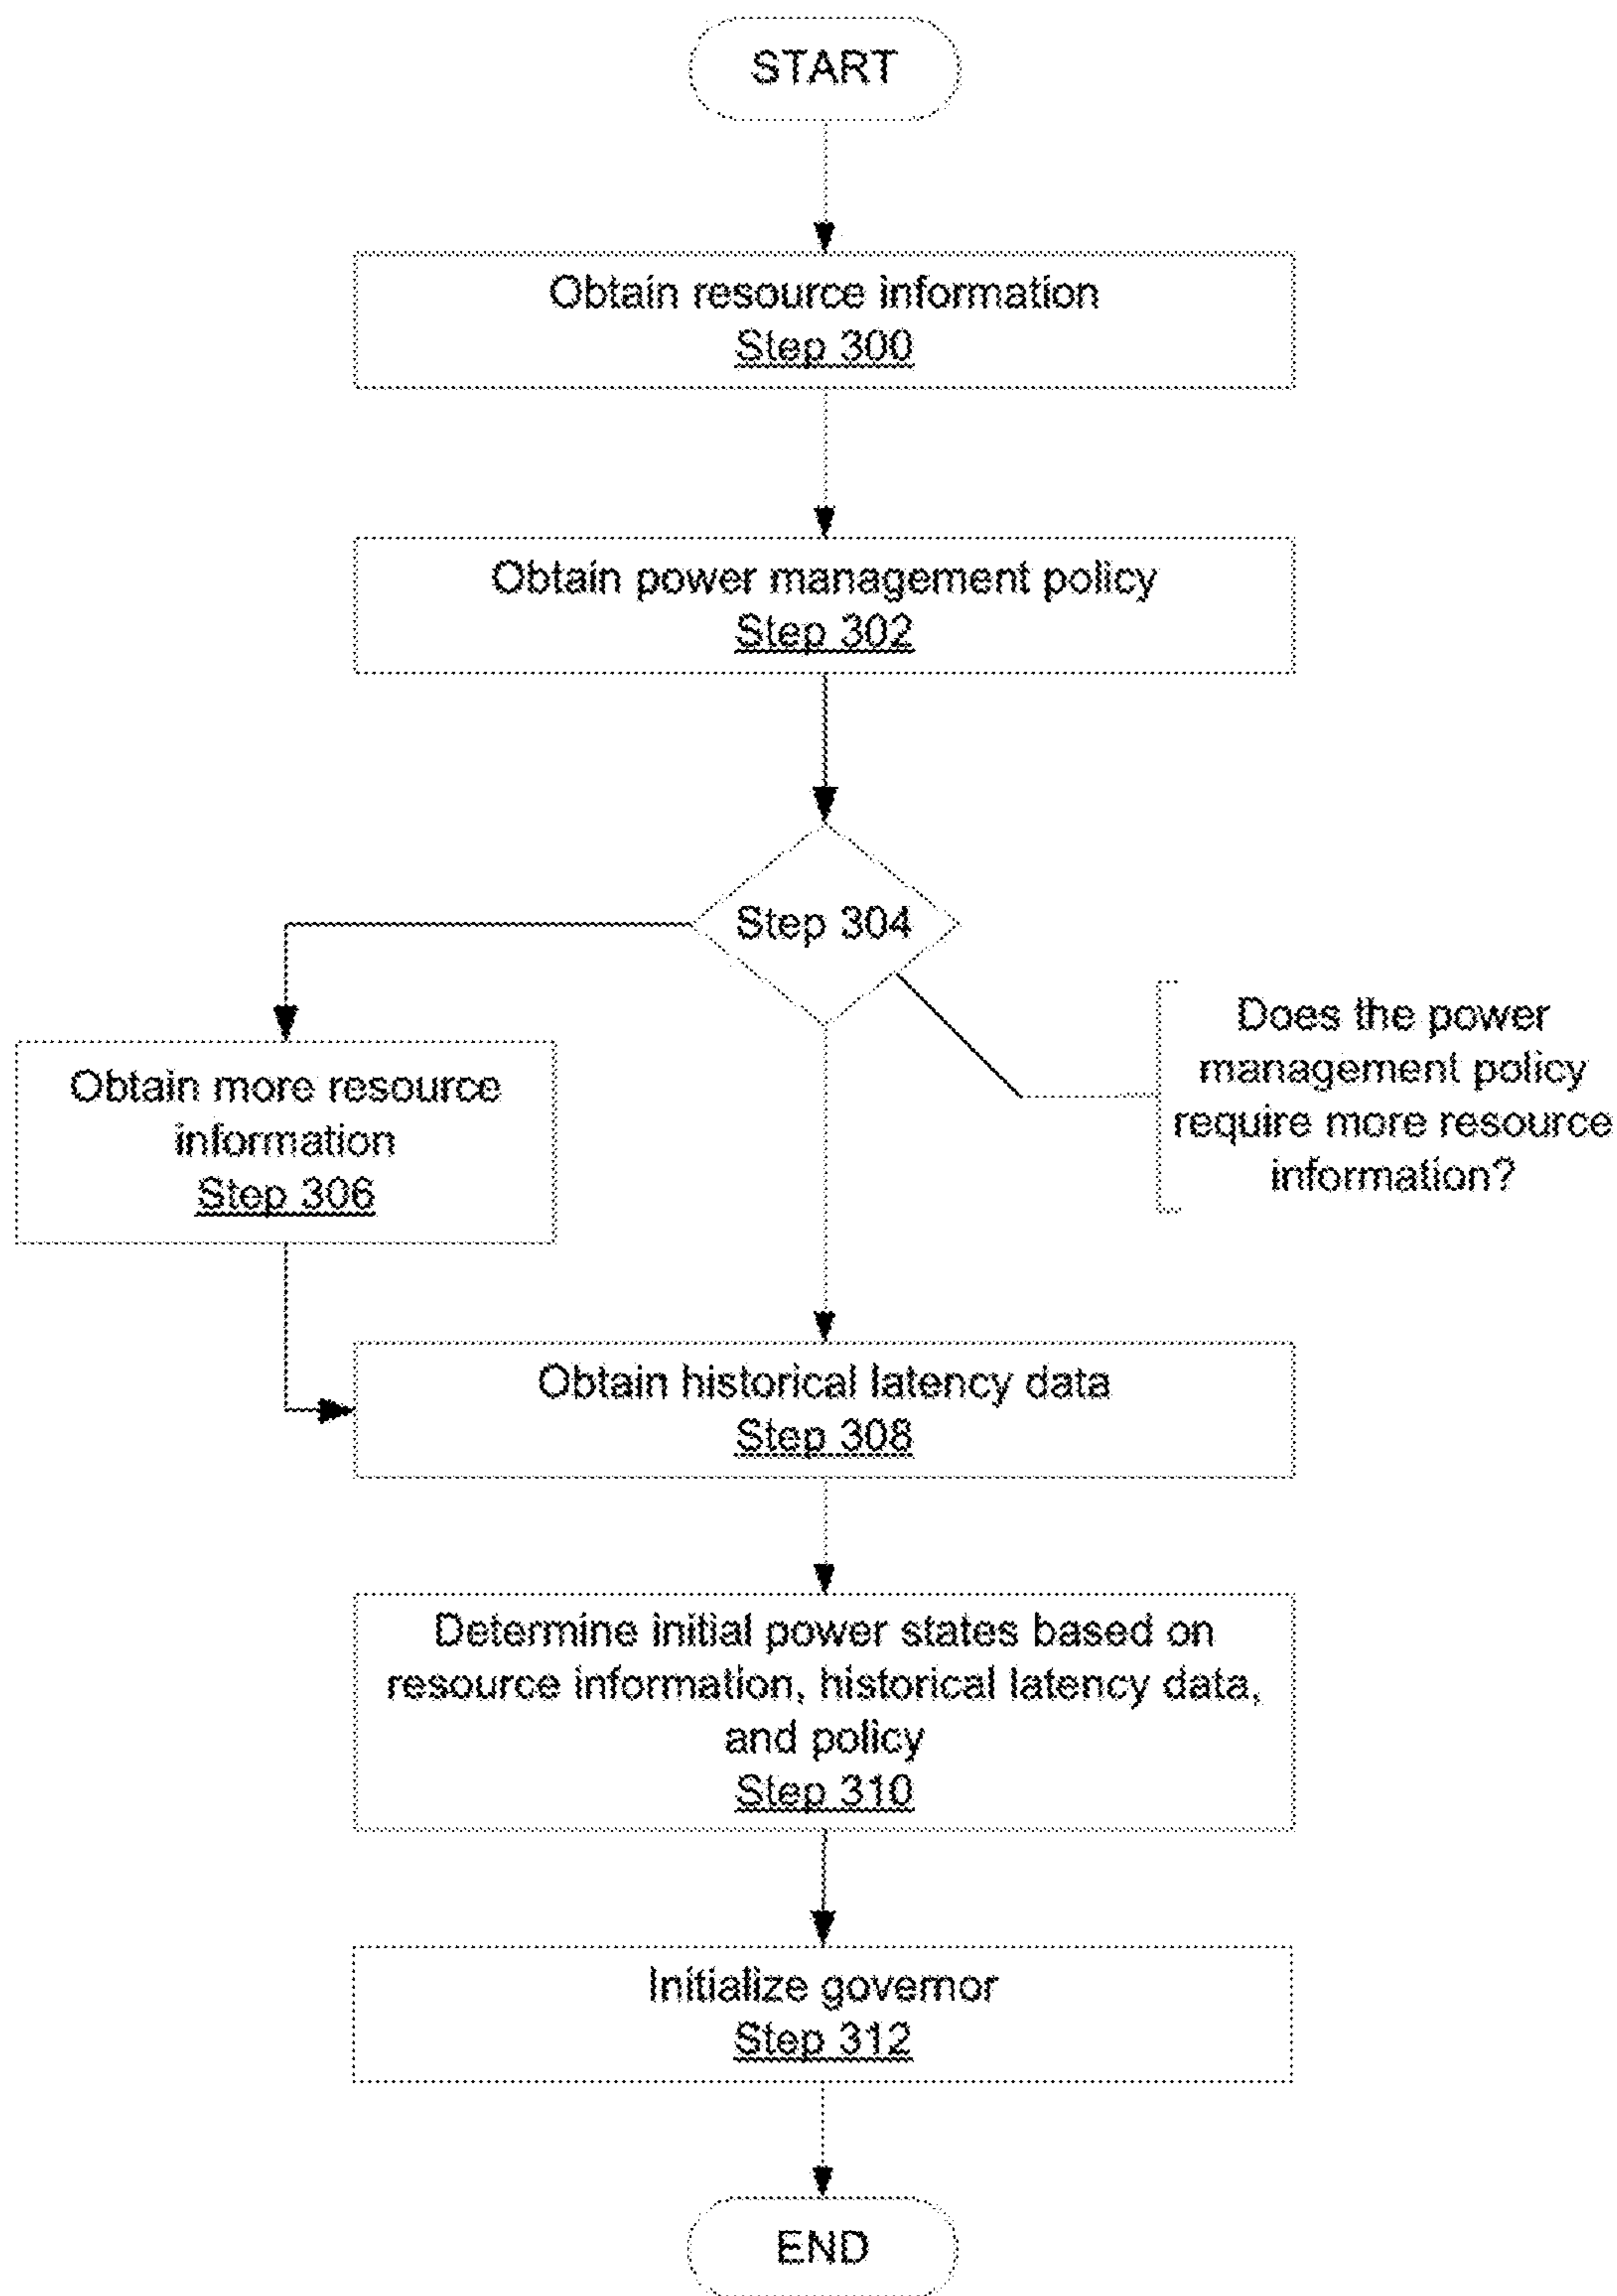 START
Obtain resource information
Step 300
Obtain power management policy
Step 302
Step 304
Does the power
management policy
require more resource
information?
Obtain more resource
information
Step 306
Obtain historical latency data
Step 308
Determine initial power states based on
resource information, historical latency data,
and policy
Step 310
Initialize governor
Step 312
END